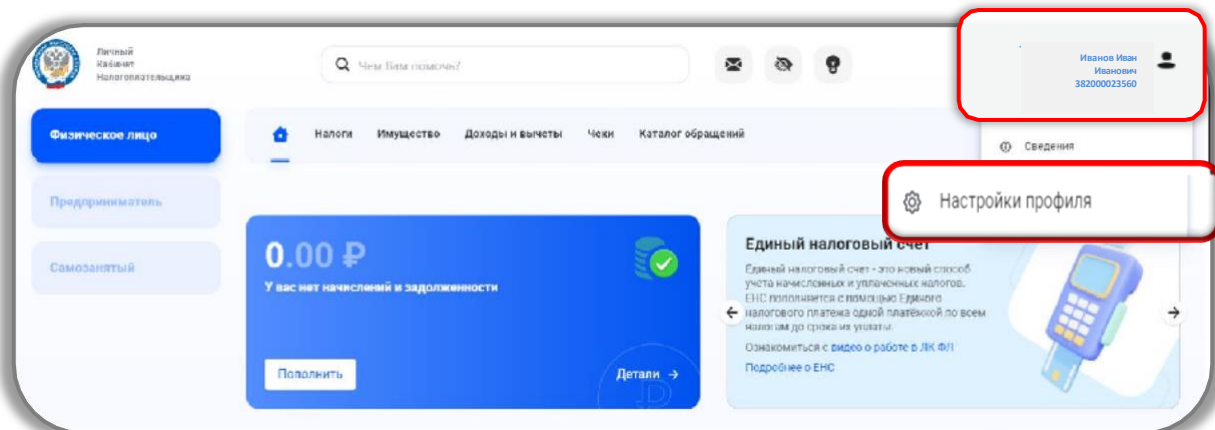 Личный
Кабинет
Налогоплательщика
Чем Вам помочь?
Иванов Иван
Иванович
382000023560
Физическое лицо
Налоги Имущество Доходы и вычеты Чеки Каталог обращений
Сведения
Предприниматель
Настройки профиля
Самозанятый
0.00 ₽
У вас нет начислений и задолженности
Пополнить
Детали →
Единый налоговый счет
Единый налоговый счет - это новый способ
учета начисленных и уплаченных налогов.
ЕНС пополняется с помощью Единого
налогового платежа одной платёжкой по всем
налогам до срока их уплаты.
Ознакомиться с видео о работе в ЛК ФЛ
Подробнее о ЕНС